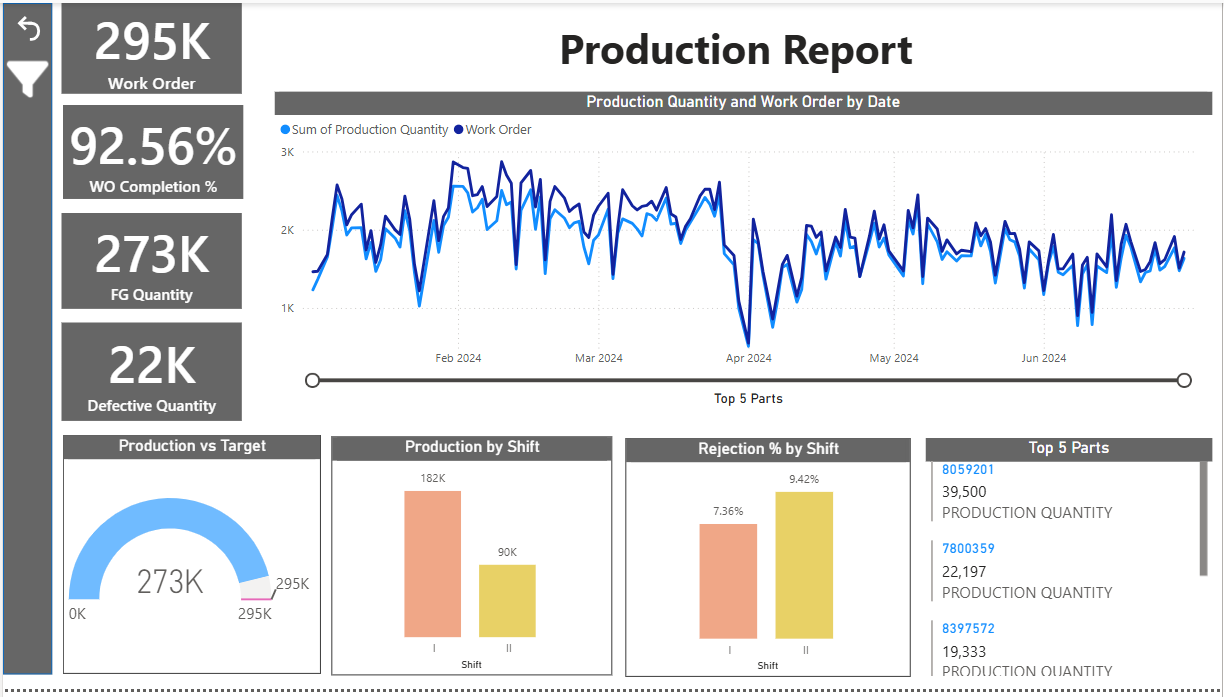 295K
Work Order
92.56%
WO Completion %
273K
FG Quantity
22K
Defective Quantity
Production Report
Production Quantity and Work Order by Date
Sum of Production Quantity Work Order
3K
2K
1K
Feb 2024 Mar 2024 Apr 2024 May 2024 Jun 2024
Top 5 Parts
Production vs Target
273K
0K
295K
295K
Production by Shift
182K
90K
I II
Shift
Rejection % by Shift
7.36%
9.42%
I II
Shift
Top 5 Parts
8059201
39,500
PRODUCTION QUANTITY
7800359
22,197
PRODUCTION QUANTITY
8397572
19,333
PRODUCTION QUANTITY